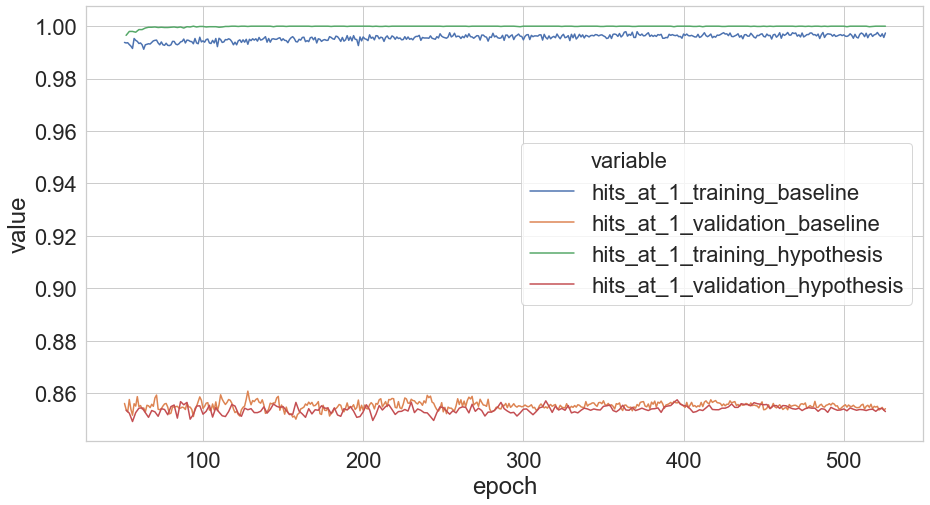 1.00
0.98
0.96
0.94
0.92
0.90
0.88
0.86
value
variable
hits_at_1_training_baseline
hits_at_1_validation_baseline
hits_at_1_training_hypothesis
hits_at_1_validation_hypothesis
100 200 300 400 500
epoch